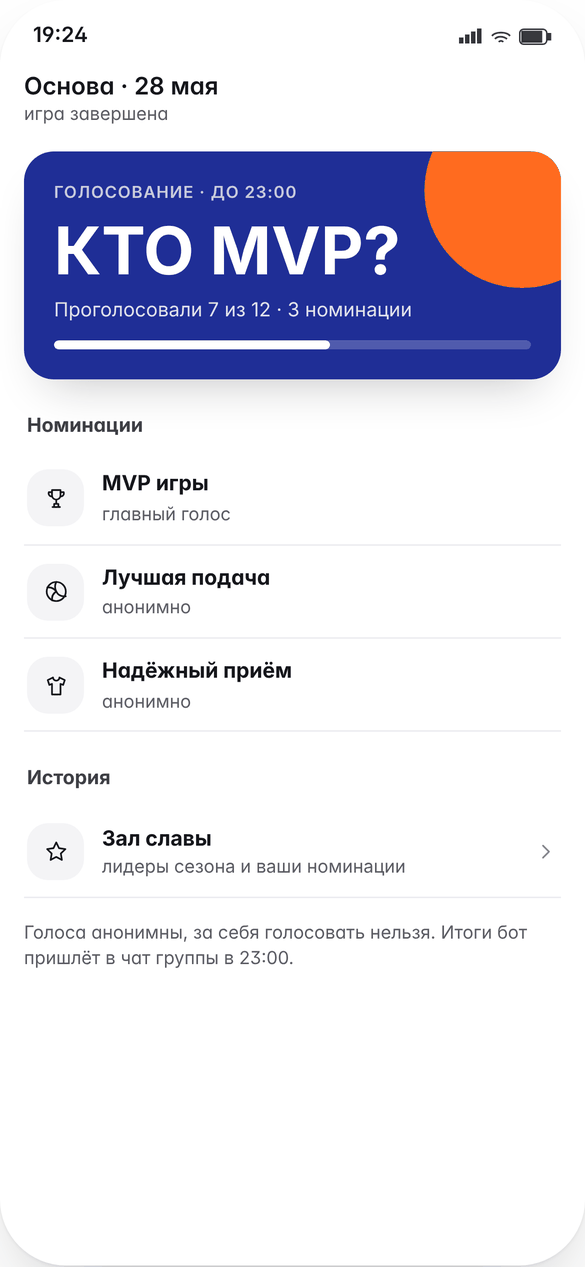 19:24
Основа · 28 мая
игра завершена
ГОЛОСОВАНИЕ · ДО 23:00
КТО MVP?
Проголосовали 7 из 12 · 3 номинации
Номинации
MVP игры
главный голос
Лучшая подача
анонимно
Надёжный приём
анонимно
История
Зал славы
лидеры сезона и ваши номинации
Голоса анонимны, за себя голосовать нельзя. Итоги бот
пришлёт в чат группы в 23:00.